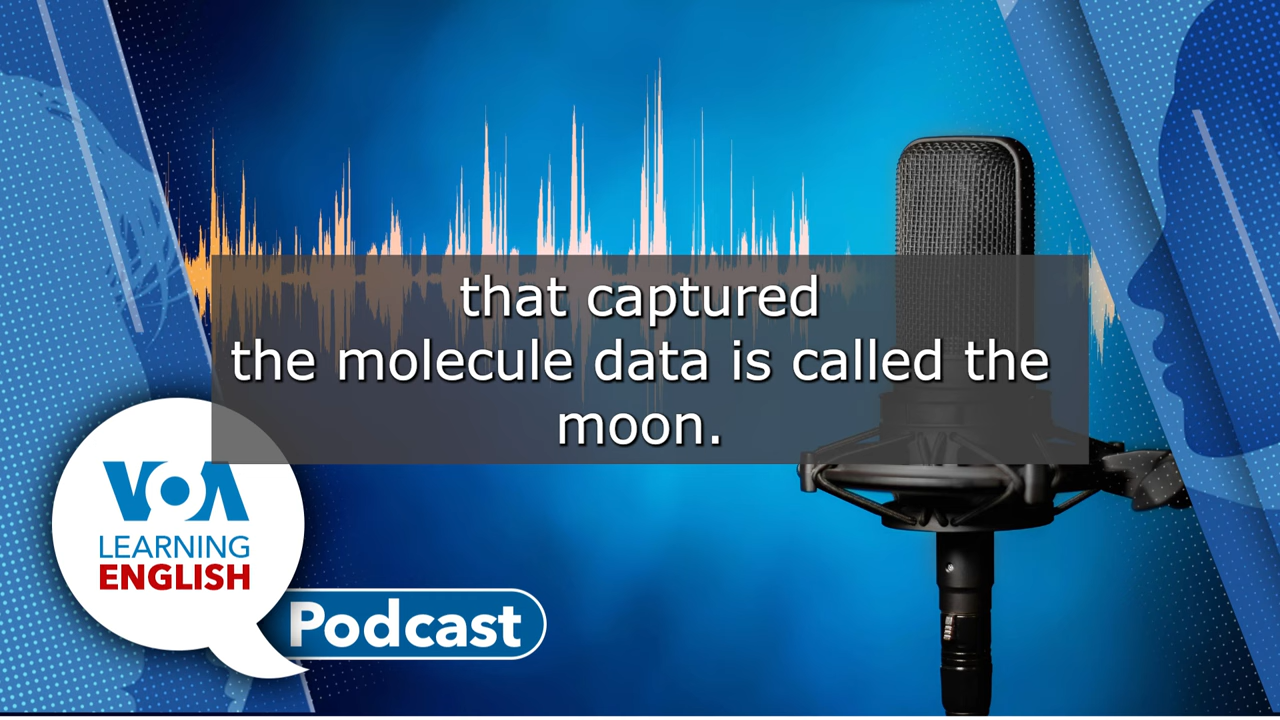 that captured
the molecule data is called the
moon.
VOA
LEARNING
ENGLISH
Podcast